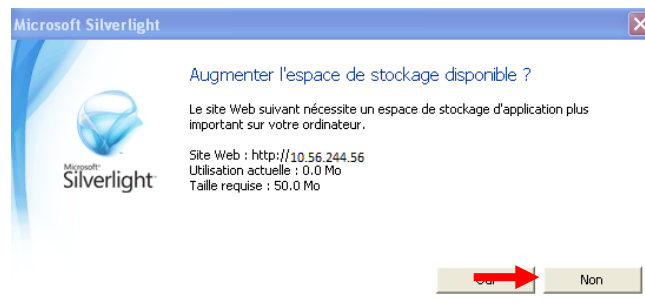 Microsoft Silverlight
Augmenter l'espace de stockage disponible ?
Le site Web suivant nécessite un espace de stockage d'application plus
important sur votre ordinateur.
Site Web : http://10.56.244.56
Utilisation actuelle : 0.0 Mo
Taille requise : 50.0 Mo
Microsoft®
Silverlight
Non